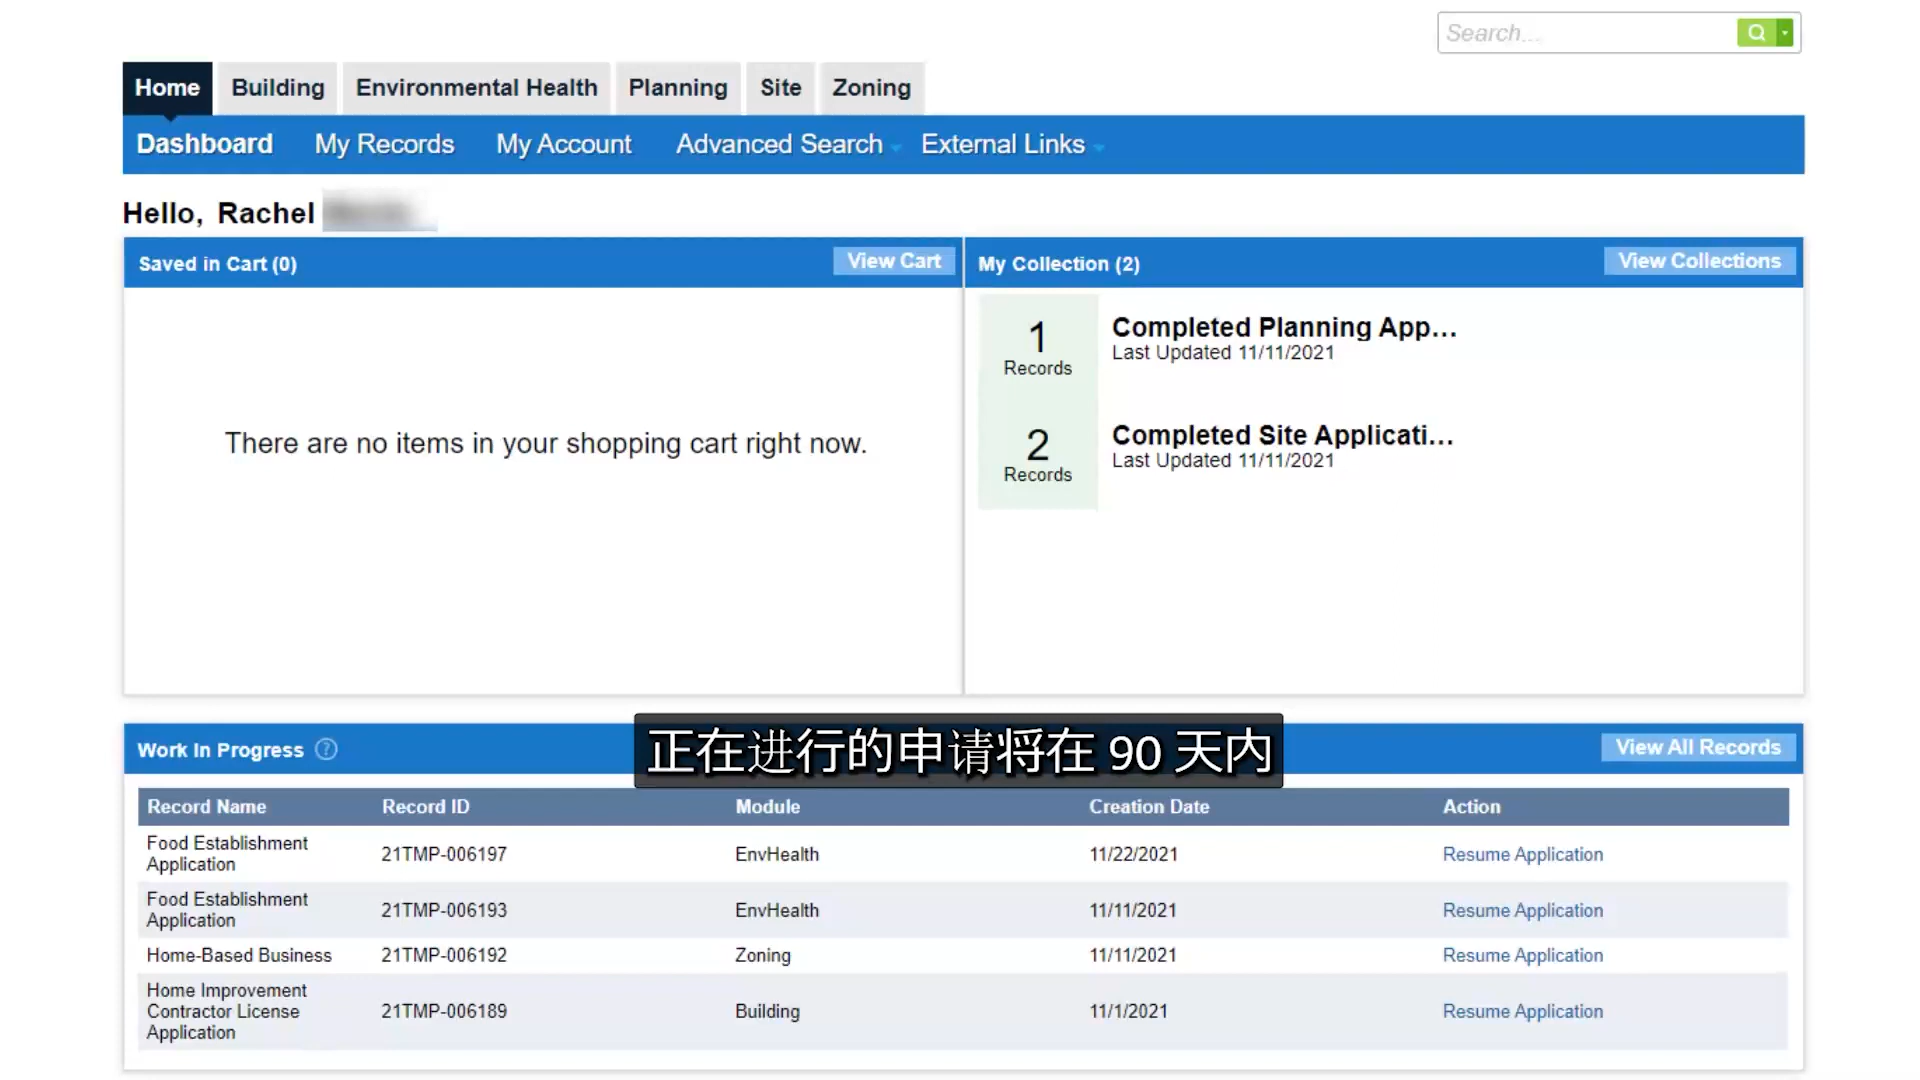 Search...
Home
Building
Environmental Health
Planning
Site
Zoning
Dashboard
My Records
My Account
Advanced Search
External Links
Hello, Rachel
Saved in Cart (0)
View Cart
There are no items in your shopping cart right now.
My Collection (2)
View Collections
1
Records
Completed Planning App...
Last Updated 11/11/2021
2
Records
Completed Site Applicati...
Last Updated 11/11/2021
Work In Progress ?
正在进行的申请将在 90 天内
View All Records
Record Name
Record ID
Module
Creation Date
Action
Food Establishment
Application
21TMP-006197
EnvHealth
11/22/2021
Resume Application
Food Establishment
Application
21TMP-006193
EnvHealth
11/11/2021
Resume Application
Home-Based Business
21TMP-006192
Zoning
11/11/2021
Resume Application
Home Improvement
Contractor License
Application
21TMP-006189
Building
11/1/2021
Resume Application